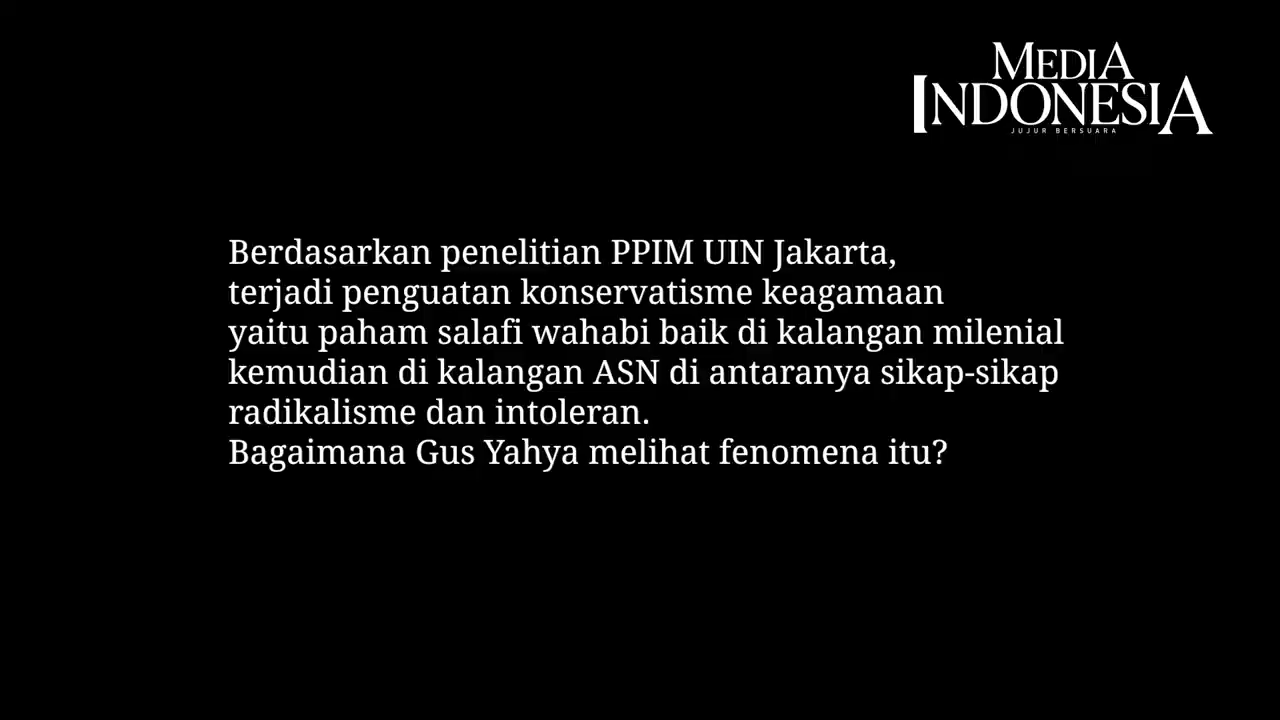 MEDIA
INDONESIA
JUJUR BERSUARA
Berdasarkan penelitian PPIM UIN Jakarta,
terjadi penguatan konservatisme keagamaan
yaitu paham salafi wahabi baik di kalangan milenial
kemudian di kalangan ASN di antaranya sikap-sikap
radikalisme dan intoleran.
Bagaimana Gus Yahya melihat fenomena itu?